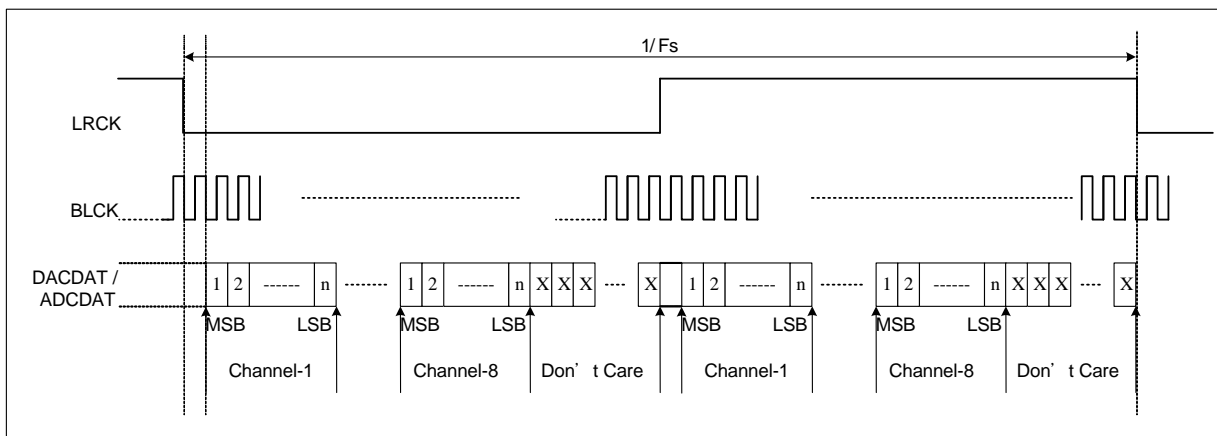 1/ Fs
LRCK
BLCK
DACDAT /
ADCDAT
1 2 ------ n 1 2 ------ n X X X X 1 2 ------ n 1 2 ------ n X X X X
MSB LSB MSB LSB MSB LSB MSB LSB
Channel-1 Channel-8 Don' t Care Channel-1 Channel-8 Don' t Care